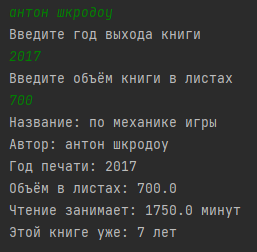 антон шкродоу
Введите год выхода книги
2017
Введите объём книги в листах
700
Название: по механике игры
Автор: антон шкродоу
Год печати: 2017
Объём в листах: 700.0
Чтение занимает: 1750.0 минут
Этой книге уже: 7 лет